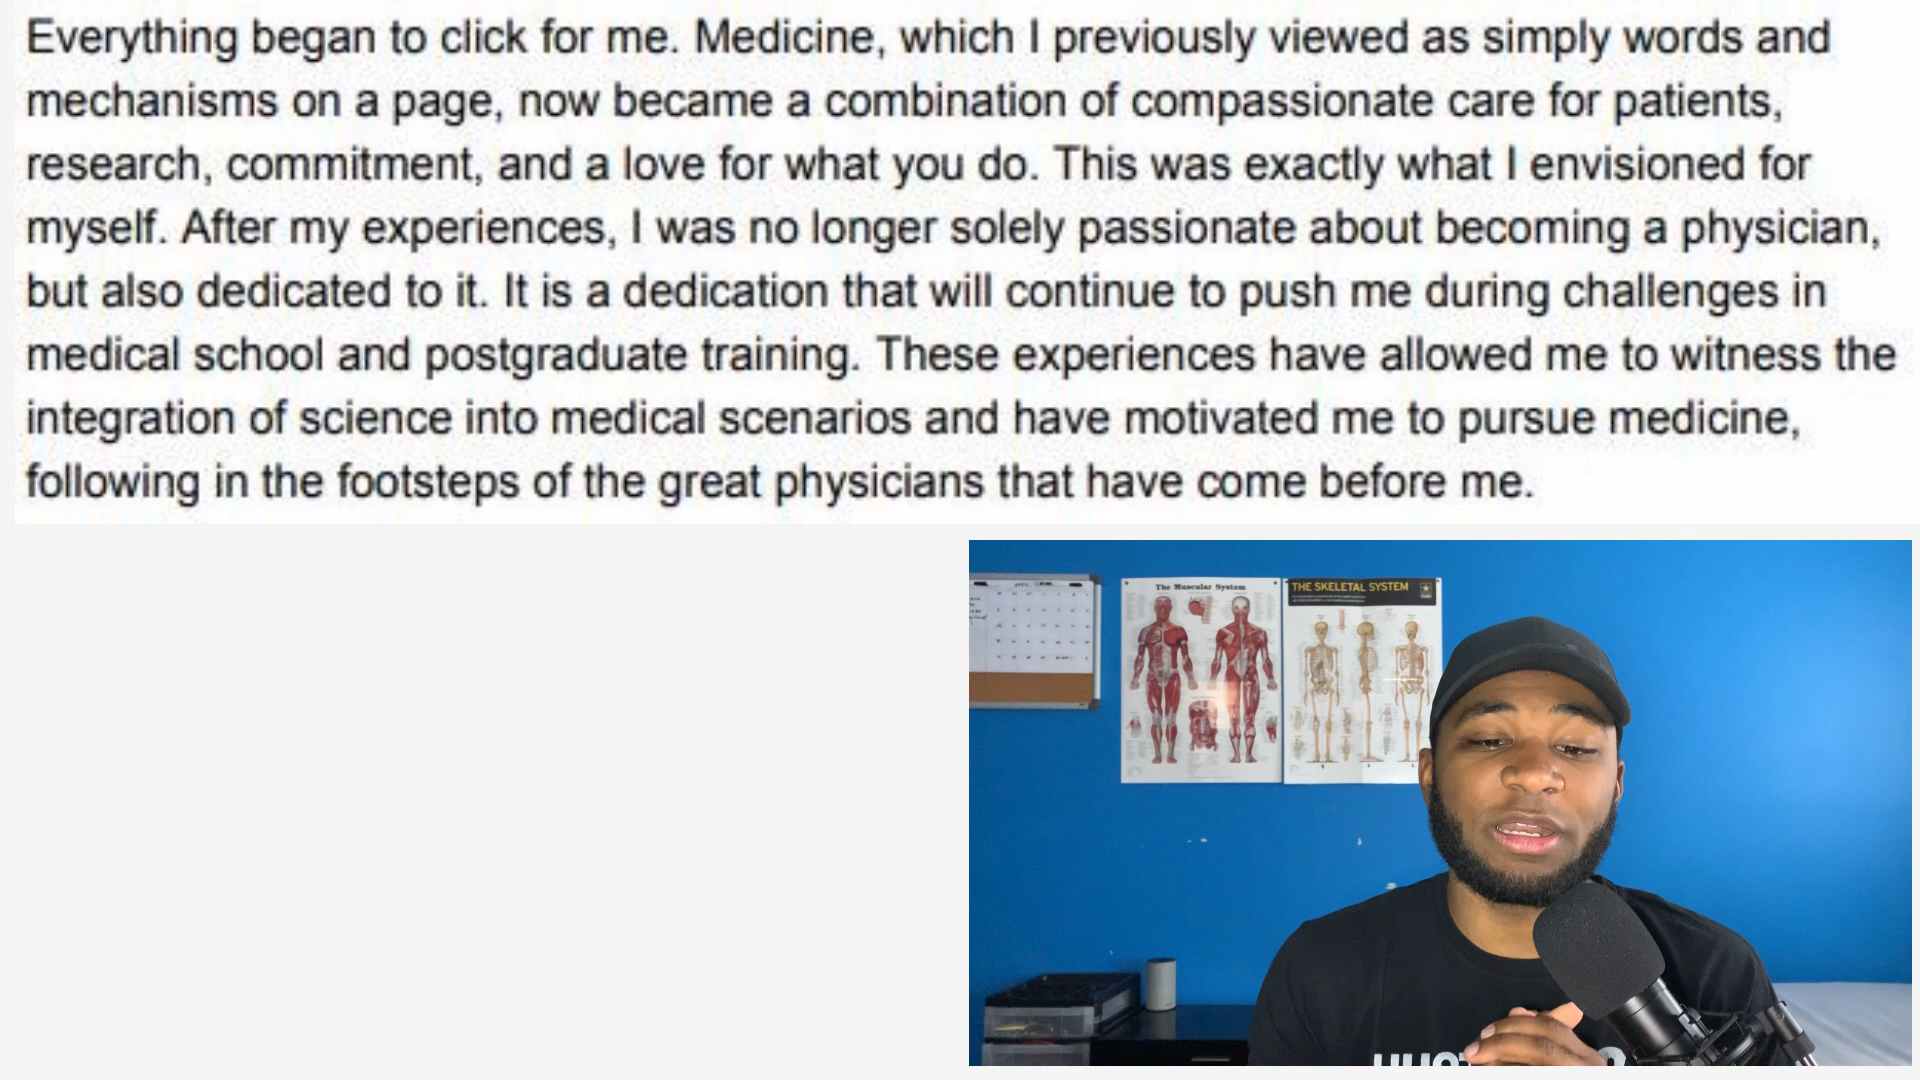 Everything began to click for me. Medicine, which I previously viewed as simply words and
mechanisms on a page, now became a combination of compassionate care for patients,
research, commitment, and a love for what you do. This was exactly what I envisioned for
myself. After my experiences, I was no longer solely passionate about becoming a physician,
but also dedicated to it. It is a dedication that will continue to push me during challenges in
medical school and postgraduate training. These experiences have allowed me to witness the
integration of science into medical scenarios and have motivated me to pursue medicine,
following in the footsteps of the great physicians that have come before me.
The Muscular System
THE SKELETAL SYSTEM